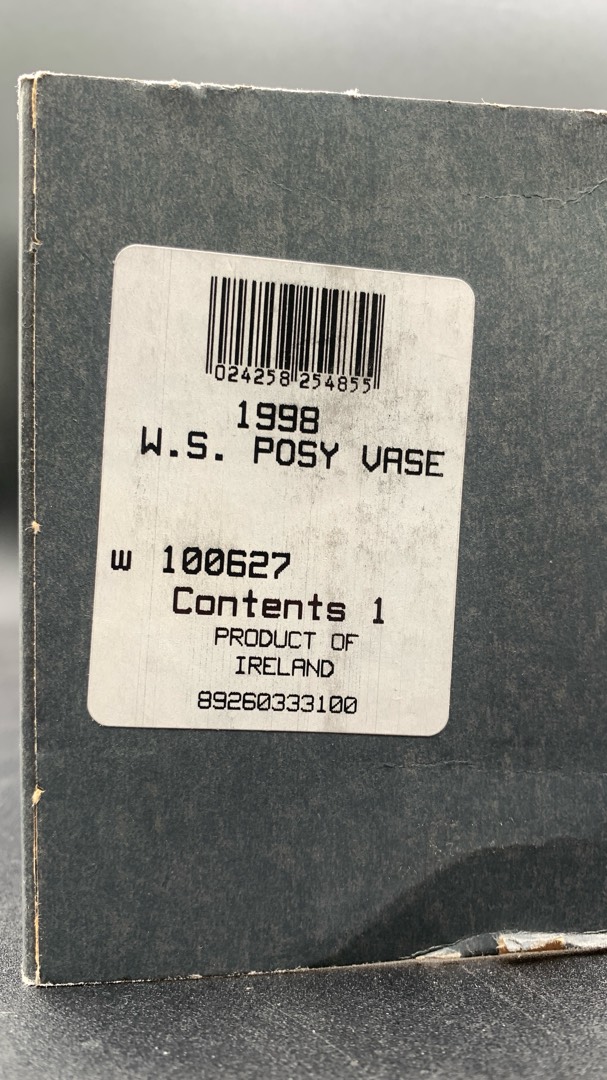 024258 254855
1998
W.S. POSY VASE
w 100627
Contents 1
PRODUCT OF
IRELAND
89260333100